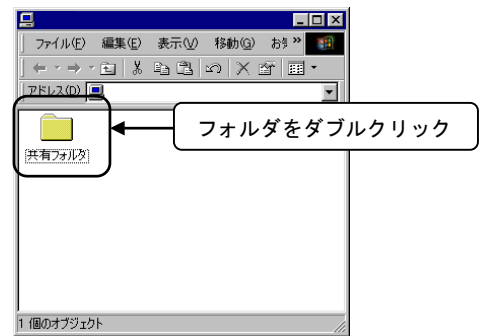 ファイル(F) 編集(E) 表示(V) 移動(G) お気 »
アドレス(D)
フォルダをダブルクリック
共有フォルダ
1 個のオブジェクト